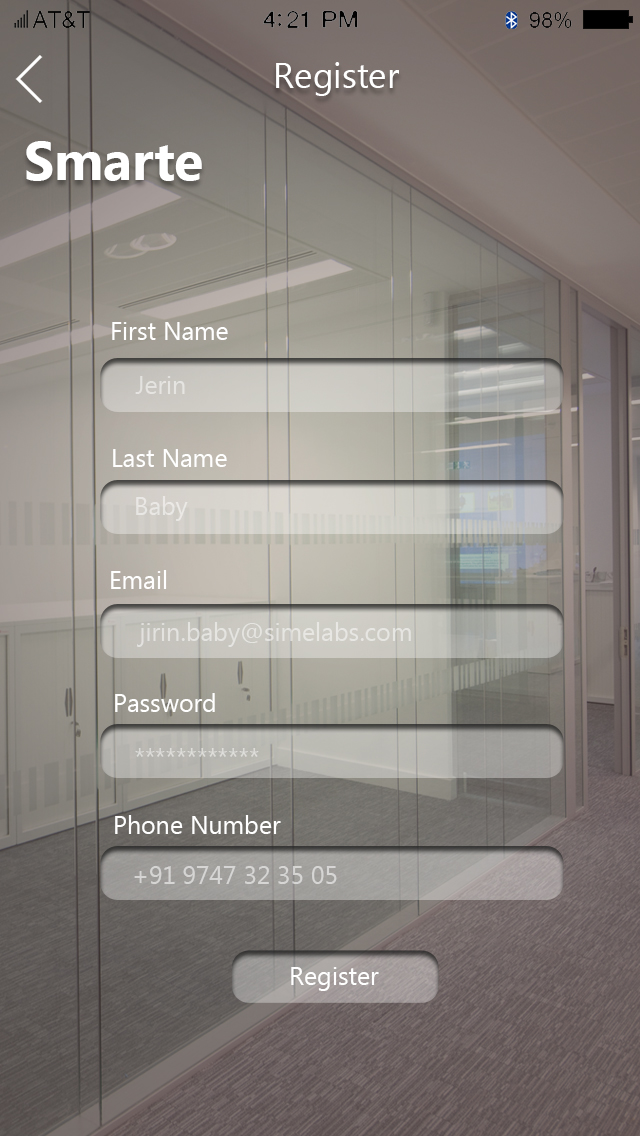 AT&T 4:21 PM 98%
Register
Smarte
First Name
Jerin
Last Name
Baby
Email
jirin.baby@simelabs.com
Password
************
Phone Number
+91 9747 32 35 05
Register